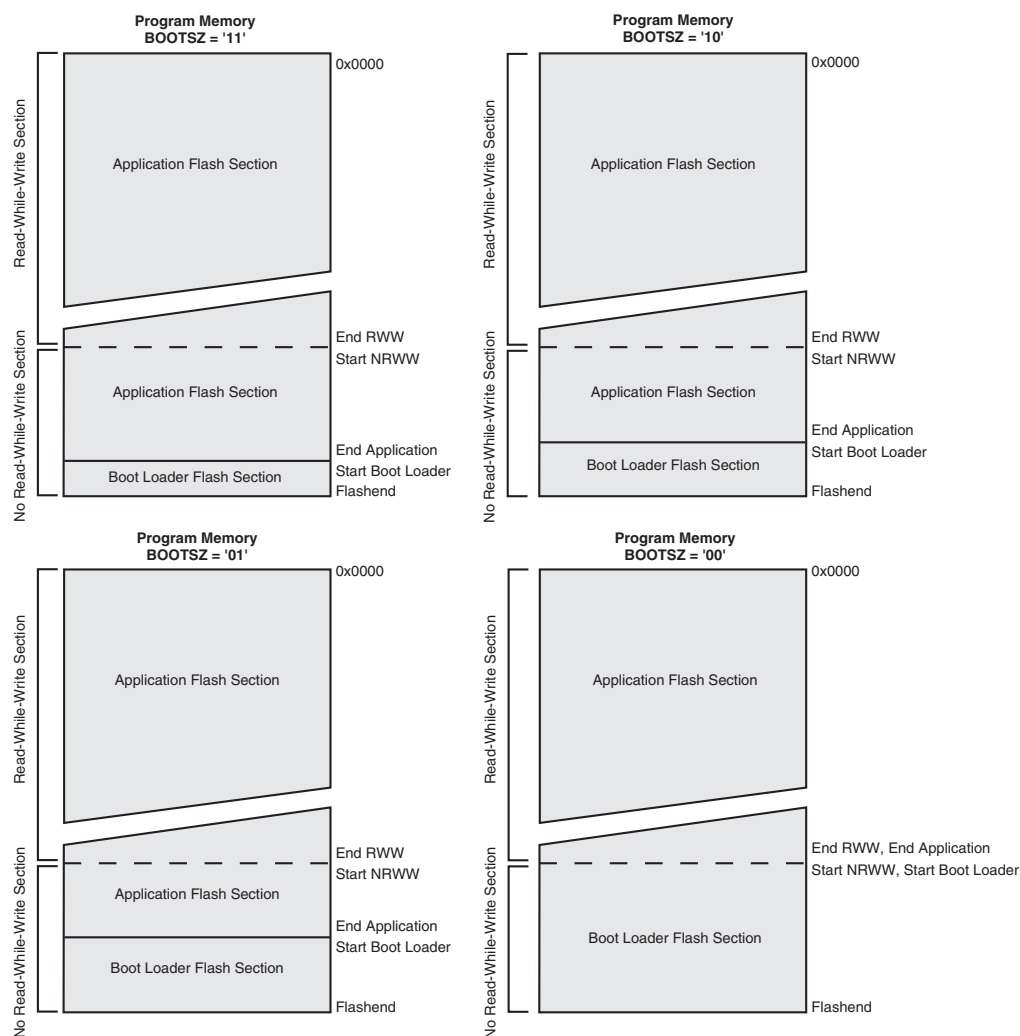 Program Memory
BOOTSZ = '11'
0x0000
Read-While-Write Section
Application Flash Section
End RWW
Start NRWW
No Read-While-Write Section
Application Flash Section
End Application
Start Boot Loader
Boot Loader Flash Section
Flashend
Program Memory
BOOTSZ = '10'
0x0000
Read-While-Write Section
Application Flash Section
End RWW
Start NRWW
No Read-While-Write Section
Application Flash Section
End Application
Start Boot Loader
Boot Loader Flash Section
Flashend
Program Memory
BOOTSZ = '01'
0x0000
Read-While-Write Section
Application Flash Section
End RWW
Start NRWW
No Read-While-Write Section
Application Flash Section
End Application
Start Boot Loader
Boot Loader Flash Section
Flashend
Program Memory
BOOTSZ = '00'
0x0000
Read-While-Write Section
Application Flash Section
End RWW, End Application
Start NRWW, Start Boot Loader
No Read-While-Write Section
Boot Loader Flash Section
Flashend